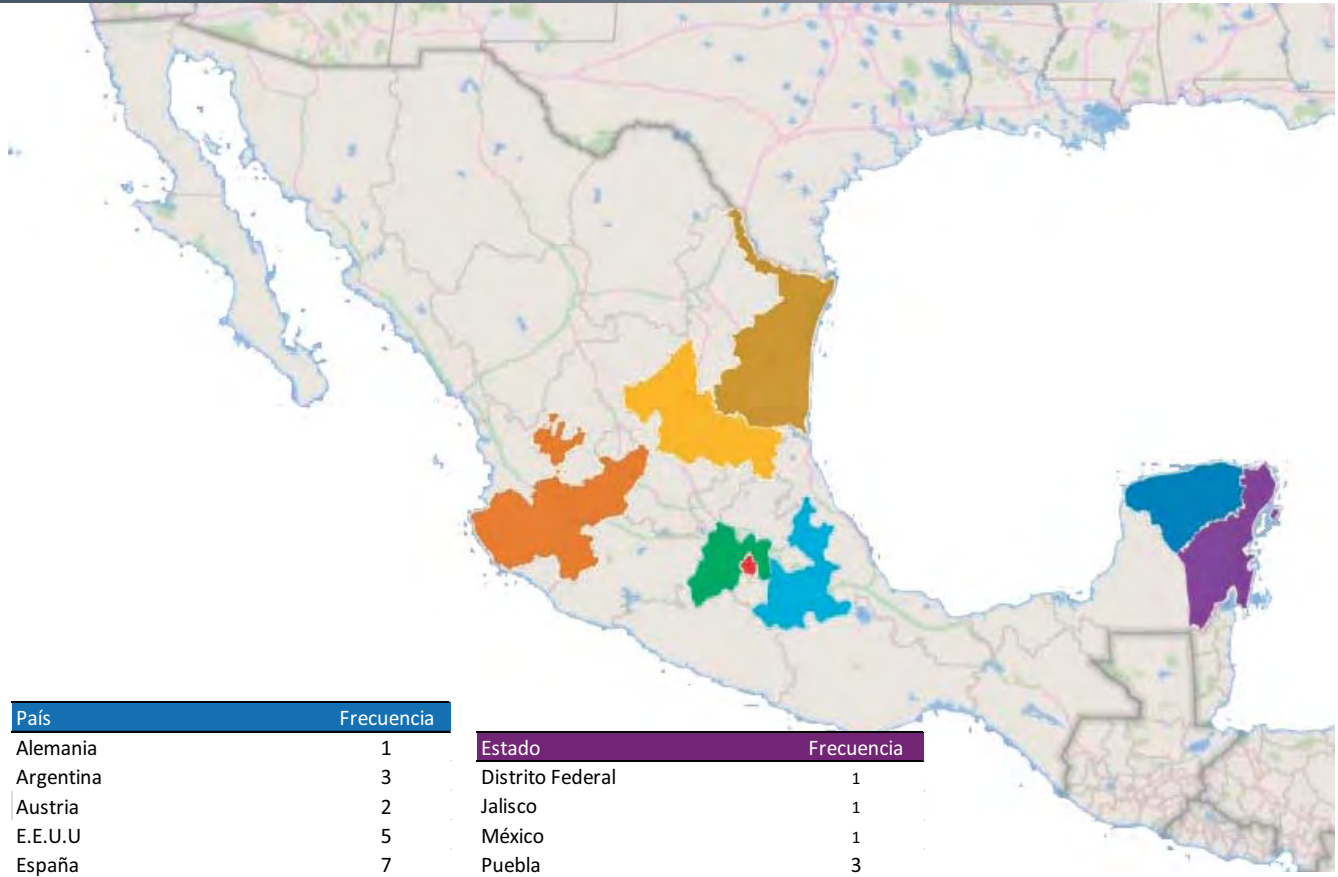 País Frecuencia
Alemania 1
Argentina 3
Austria 2
E.E.U.U 5
España 7
Estado Frecuencia
Distrito Federal 1
Jalisco 1
México 1
Puebla 3